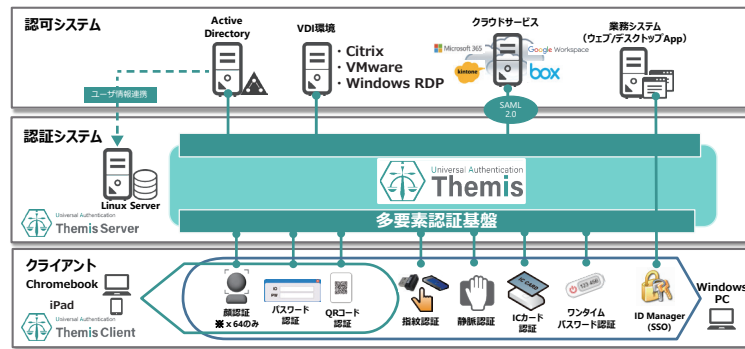 認可システム
Active
Directory
VDI環境
・Citrix
・VMware
・Windows RDP
クラウドサービス
Microsoft 365
Google Workspace
kintone
box
業務システム
(ウェブ/デスクトップApp)
ユーザ情報連携
SAML
2.0
認証システム
Linux Server
Universal Authentication
Themis Server
Universal Authentication
Themis
多要素認証基盤
クライアント
Chromebook
iPad
Universal Authentication
Themis Client
顔認証
※x64のみ
ID
PW
パスワード
認証
QRコード
認証
指紋認証
静脈認証
IC CARD
ICカード
認証
123 456
ワンタイム
パスワード認証
ID Manager
(SSO)
Windows
PC